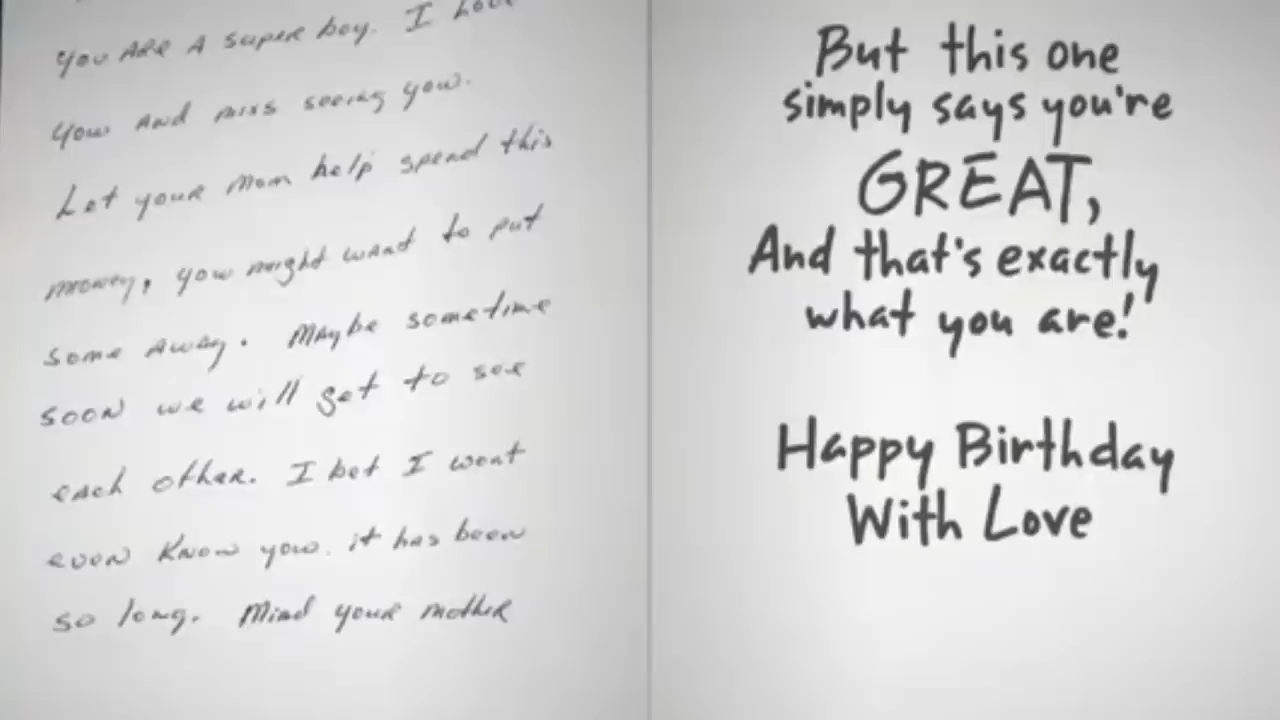 you are a super boy. I Love
you and miss seeing you.
Let your mom help spend this
money, you might want to put
some away. Maybe sometime
soon we will get to see
each other. I bet I wont
even know you. it has been
so long. Mind your mother
But this one
simply says you're
GREAT,
And that's exactly
what you are!
Happy Birthday
With Love